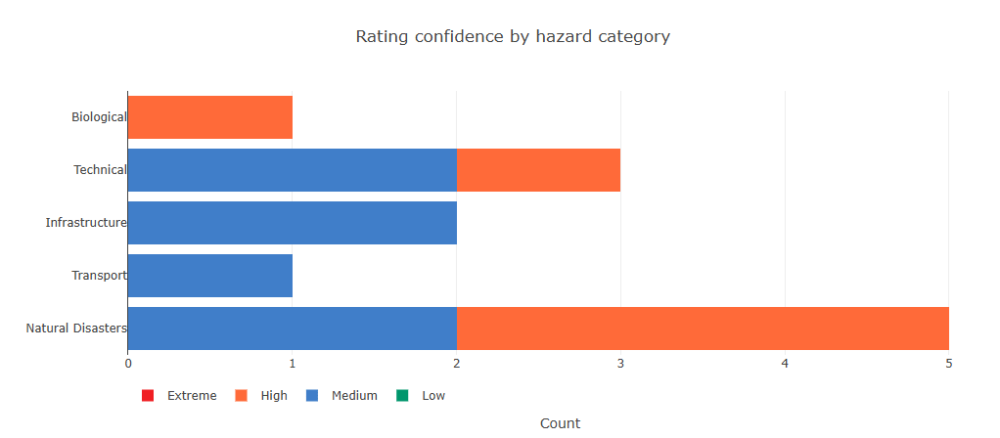 Rating confidence by hazard category
Biological
Technical
Infrastructure
Transport
Natural Disasters
0 1 2 3 4 5
Extreme High Medium Low
Count